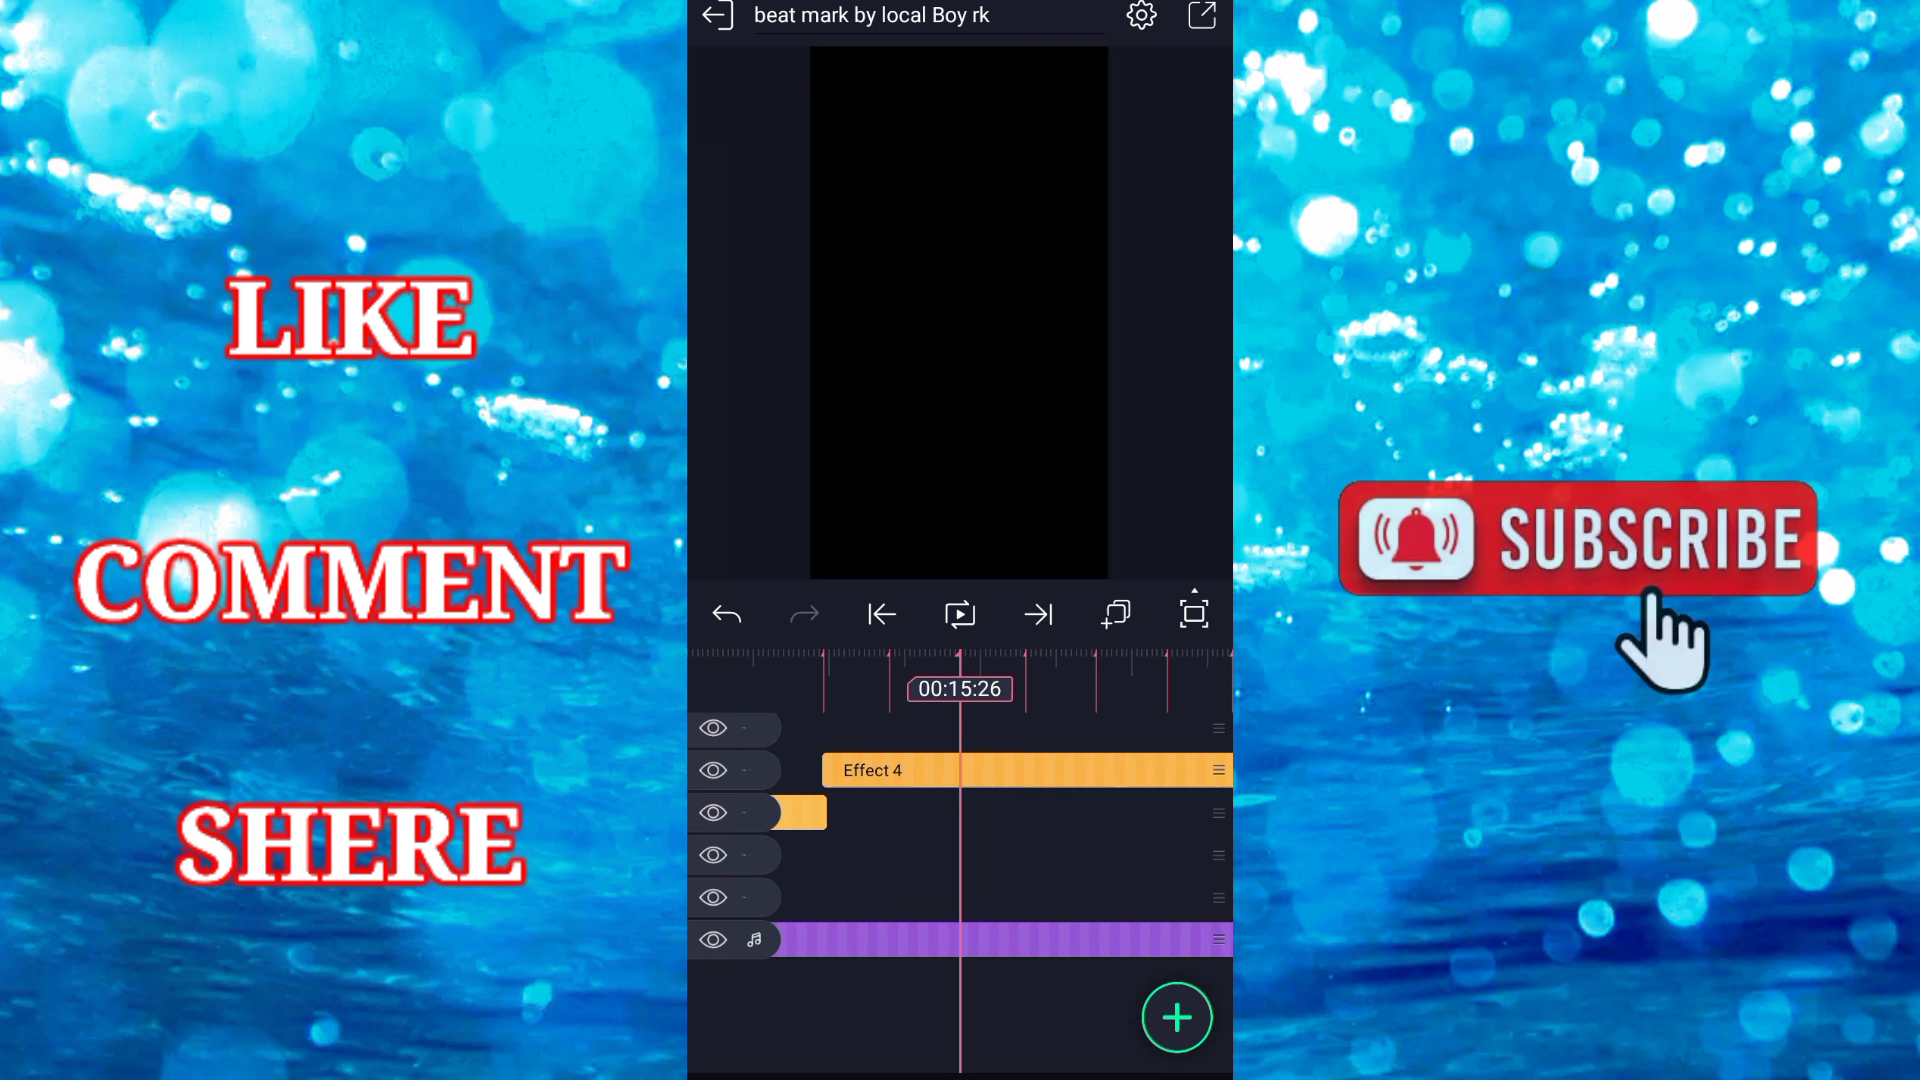 beat mark by local Boy rk
LIKE
COMMENT
SHERE
SUBSCRIBE
00:15:26
Effect 4